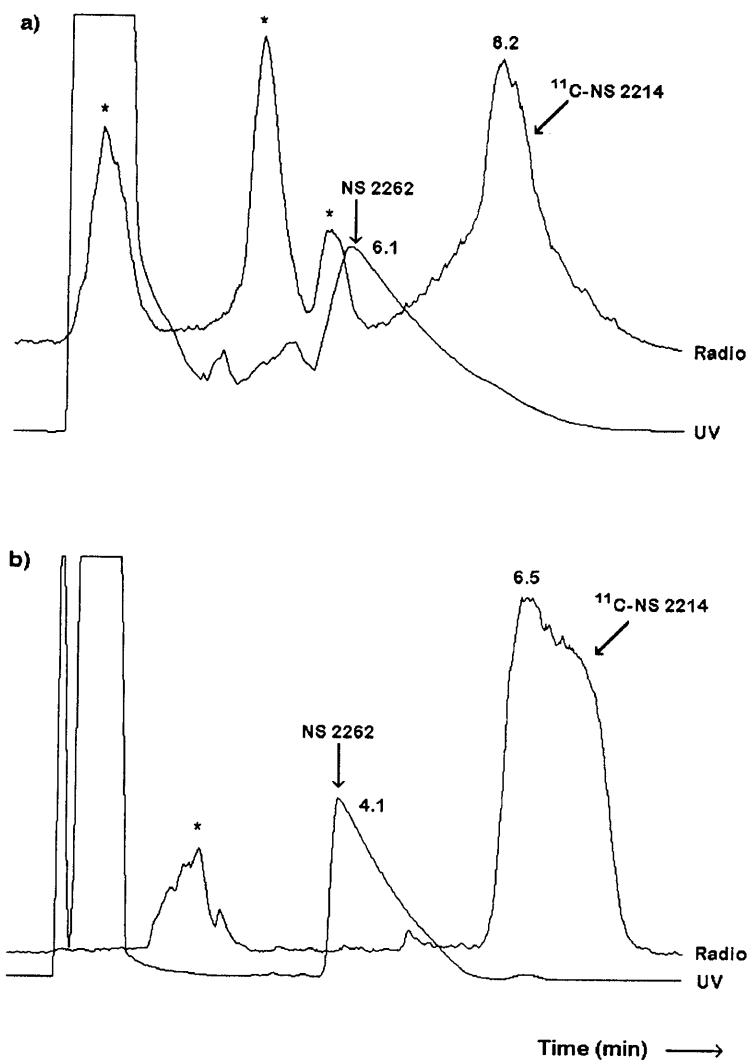 a)
*
*
8.2
¹¹C-NS 2214
NS 2262
*
6.1
Radio
UV
b)
6.5
¹¹C-NS 2214
NS 2262
4.1
*
Radio
UV
Time (min)